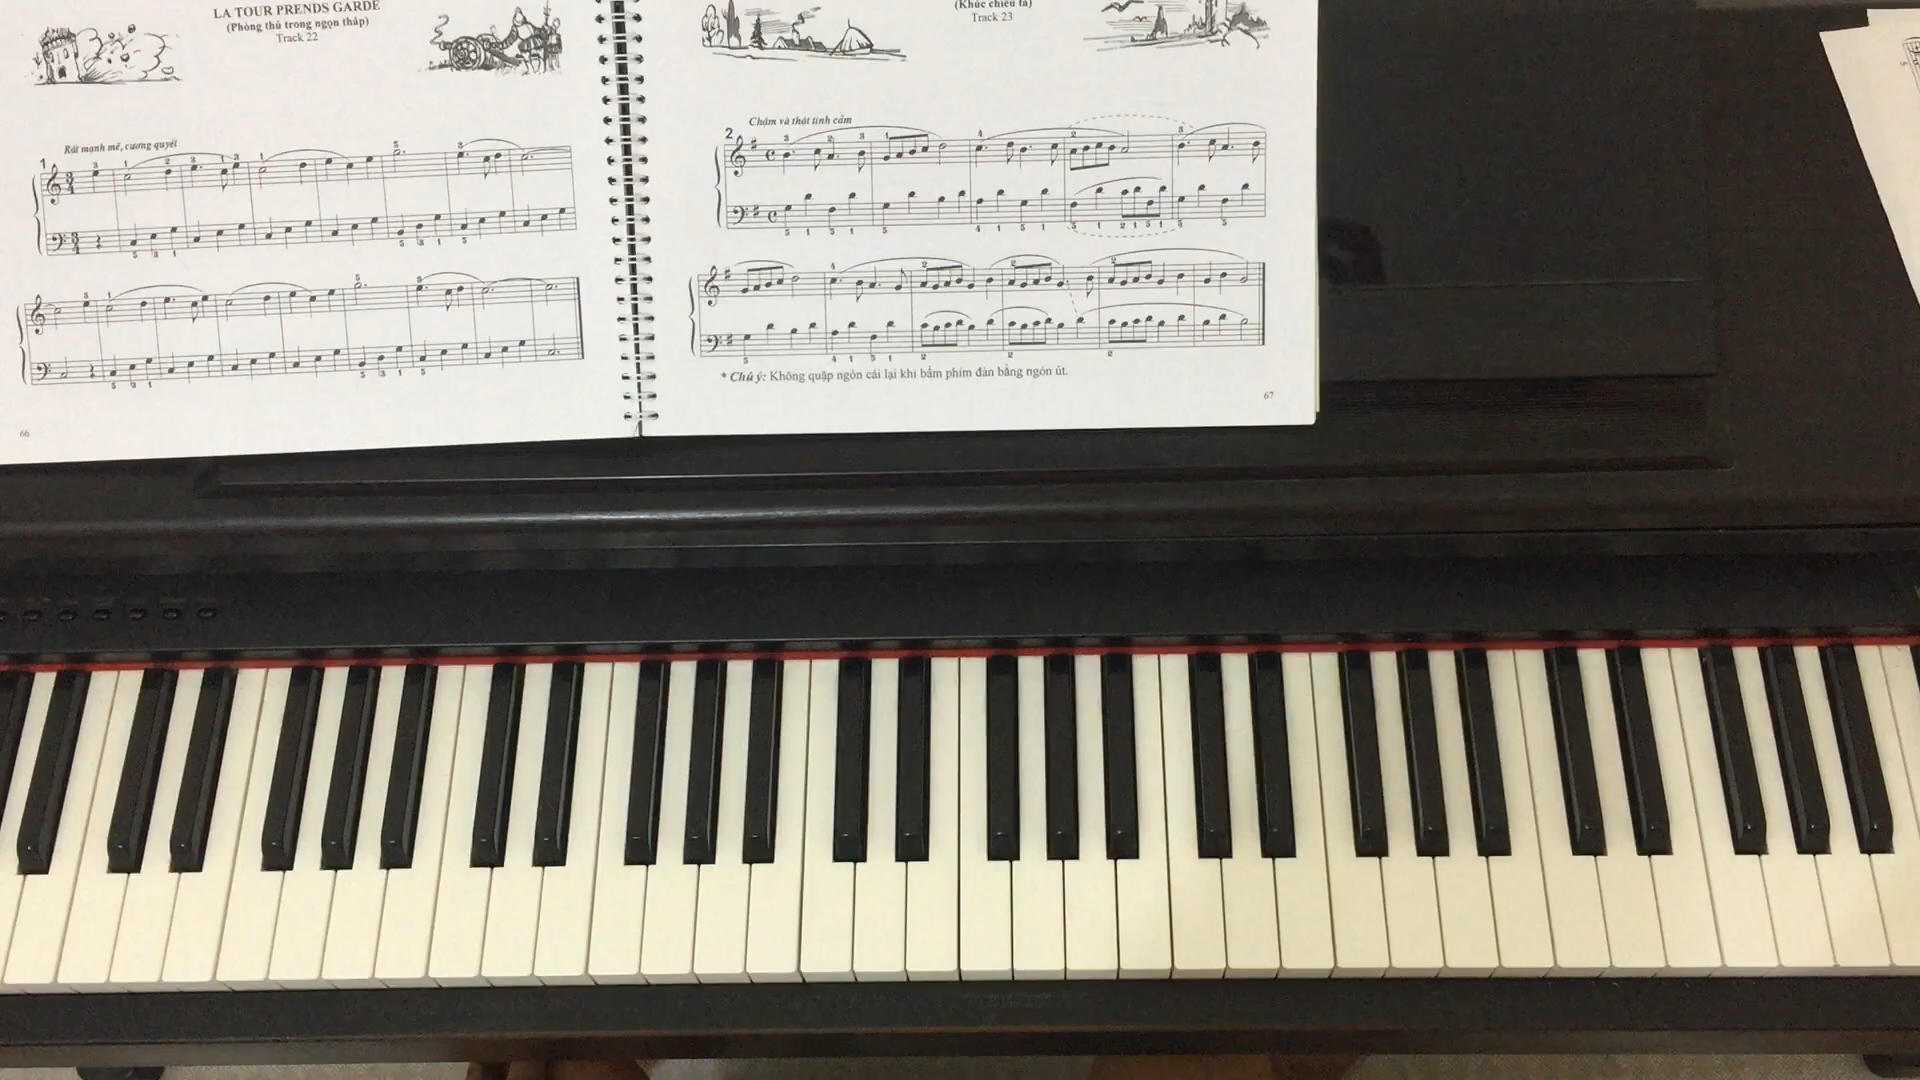 LA TOUR PRENDS GARDE
(Phòng thủ trong ngọn tháp)
Track 22
Rất mạnh mẽ, cương quyết
1
66
(Khúc chiều tà)
Track 23
Chậm và thật tình cảm
2
* Chú ý: Không quặp ngón cái lại khi bấm phím đàn bằng ngón út.
67